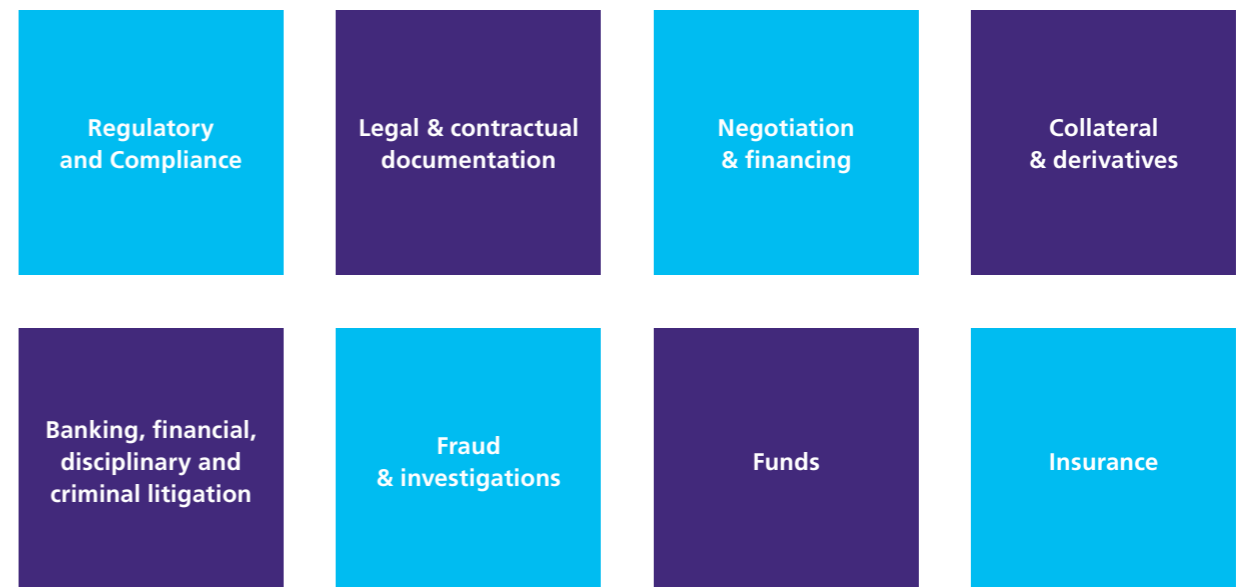 Regulatory
and Compliance
Legal & contractual
documentation
Negotiation
& financing
Collateral
& derivatives
Banking, financial,
disciplinary and
criminal litigation
Fraud
& investigations
Funds
Insurance